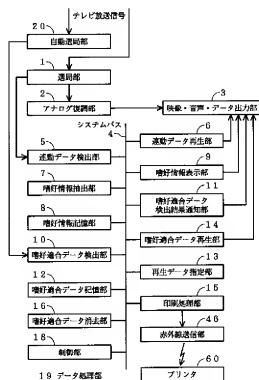 テレビ放送信号
20
自動選局部
1
選局部
2
アナログ復調部
3
映像・音声・データ出力部
システムバス
4
5
連動データ検出部
6
連動データ再生部
7
嗜好情報抽出部
9
嗜好情報表示部
8
嗜好情報記憶部
11
嗜好適合データ
検出結果通知部
10
嗜好適合データ検出部
14
嗜好適合データ再生部
12
嗜好適合データ記憶部
13
再生データ指定部
16
嗜好適合データ消去部
15
印刷処理部
18
制御部
46
赤外線送信部
19 データ処理部
60
プリンタ